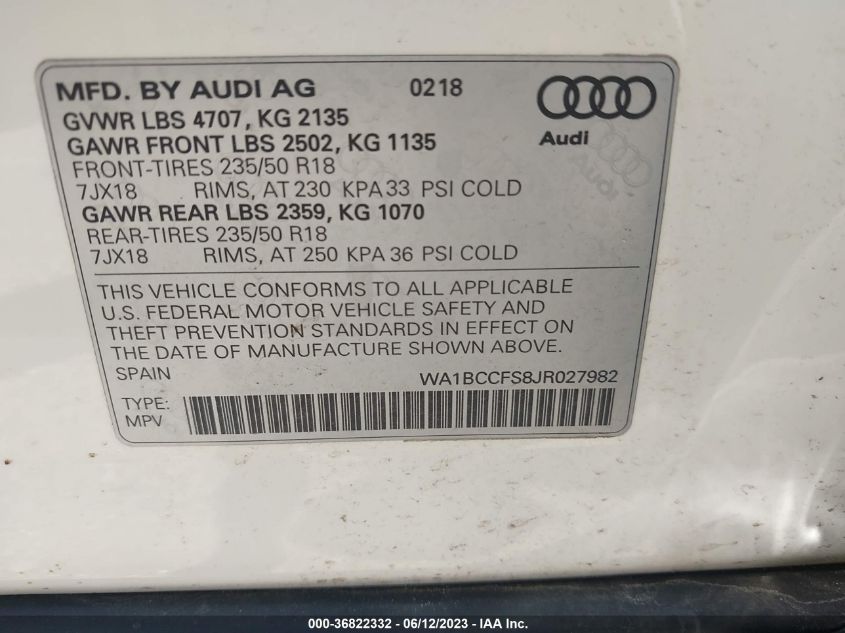 MFD. BY AUDI AG 0218
GVWR LBS 4707, KG 2135
GAWR FRONT LBS 2502, KG 1135
FRONT-TIRES 235/50 R18
7JX18 RIMS, AT 230 KPA 33 PSI COLD
GAWR REAR LBS 2359, KG 1070
REAR-TIRES 235/50 R18
7JX18 RIMS, AT 250 KPA 36 PSI COLD
Audi
Audi
THIS VEHICLE CONFORMS TO ALL APPLICABLE
U.S. FEDERAL MOTOR VEHICLE SAFETY AND
THEFT PREVENTION STANDARDS IN EFFECT ON
THE DATE OF MANUFACTURE SHOWN ABOVE.
SPAIN WA1BCCFS8JR027982
TYPE:
MPV
000-36822332 - 06/12/2023 - IAA Inc.